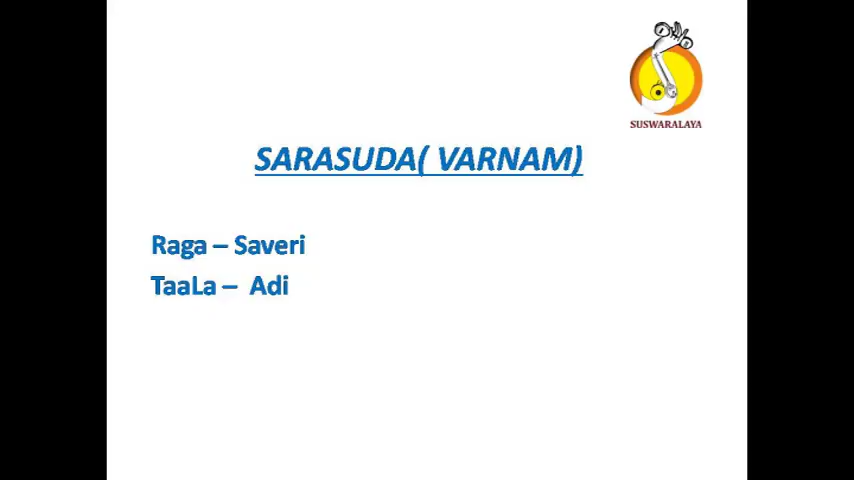 SUSWARALAYA
SARASUDA( VARNAM)
Raga – Saveri
TaaLa – Adi